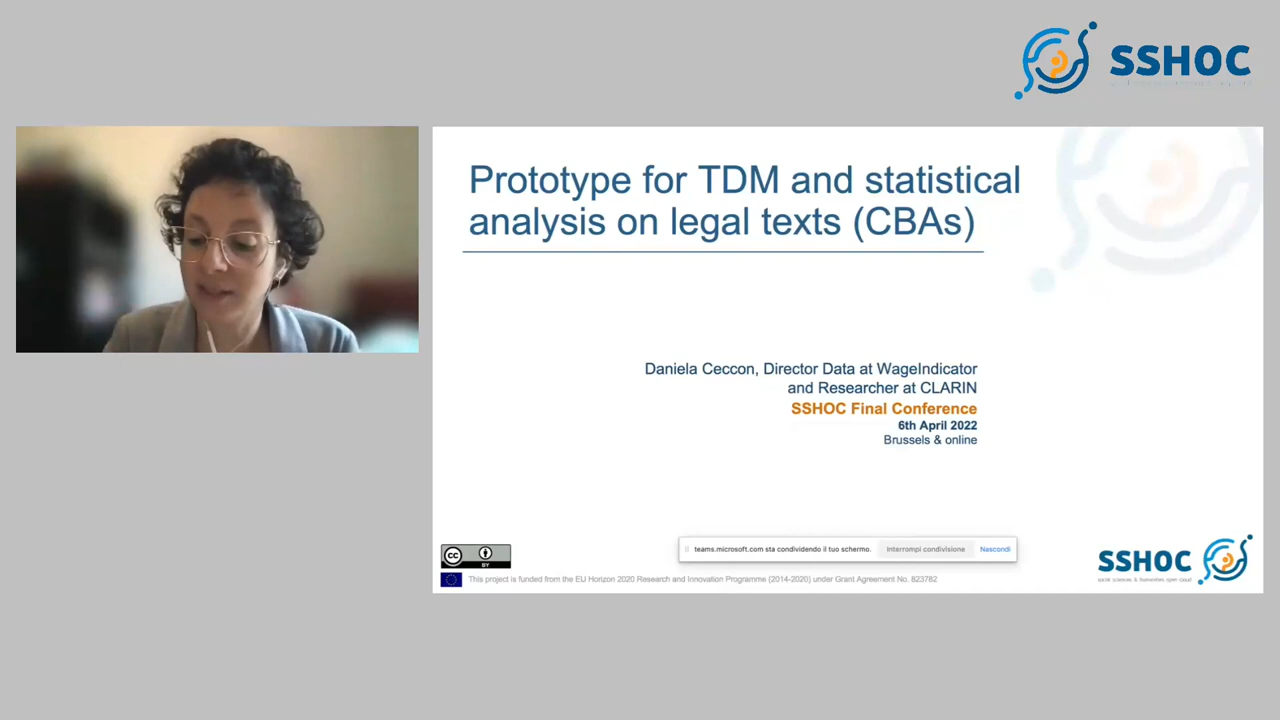 SSHOC
Prototype for TDM and statistical
analysis on legal texts (CBAs)
Daniela Ceccon, Director Data at WageIndicator
and Researcher at CLARIN
SSHOC Final Conference
6th April 2022
Brussels & online
teams.microsoft.com sta condividendo il tuo schermo.
Interrompi condivisione
Nascondi
CC
BY
This project is funded from the EU Horizon 2020 Research and Innovation Programme (2014-2020) under Grant Agreement No. 823782
SSHOC
social sciences & humanities open cloud